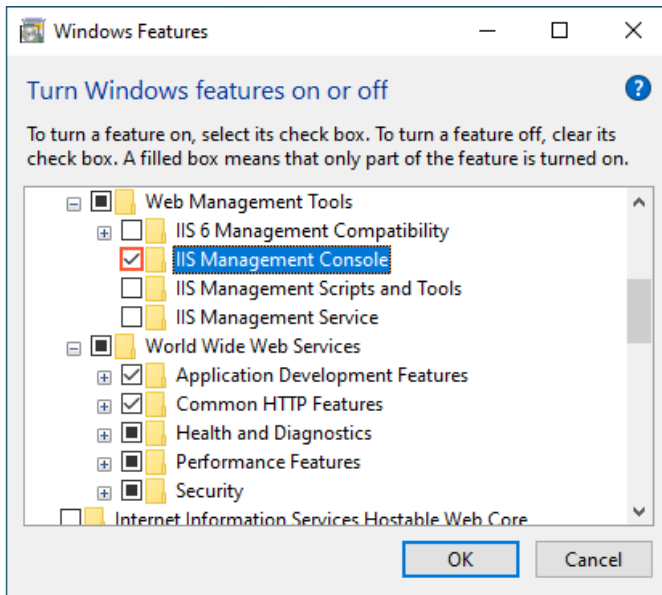 Windows Features
Turn Windows features on or off
?
To turn a feature on, select its check box. To turn a feature off, clear its
check box. A filled box means that only part of the feature is turned on.
Web Management Tools
IIS 6 Management Compatibility
IIS Management Console
IIS Management Scripts and Tools
IIS Management Service
World Wide Web Services
Application Development Features
Common HTTP Features
Health and Diagnostics
Performance Features
Security
Internet Information Services Hostable Web Core
OK Cancel